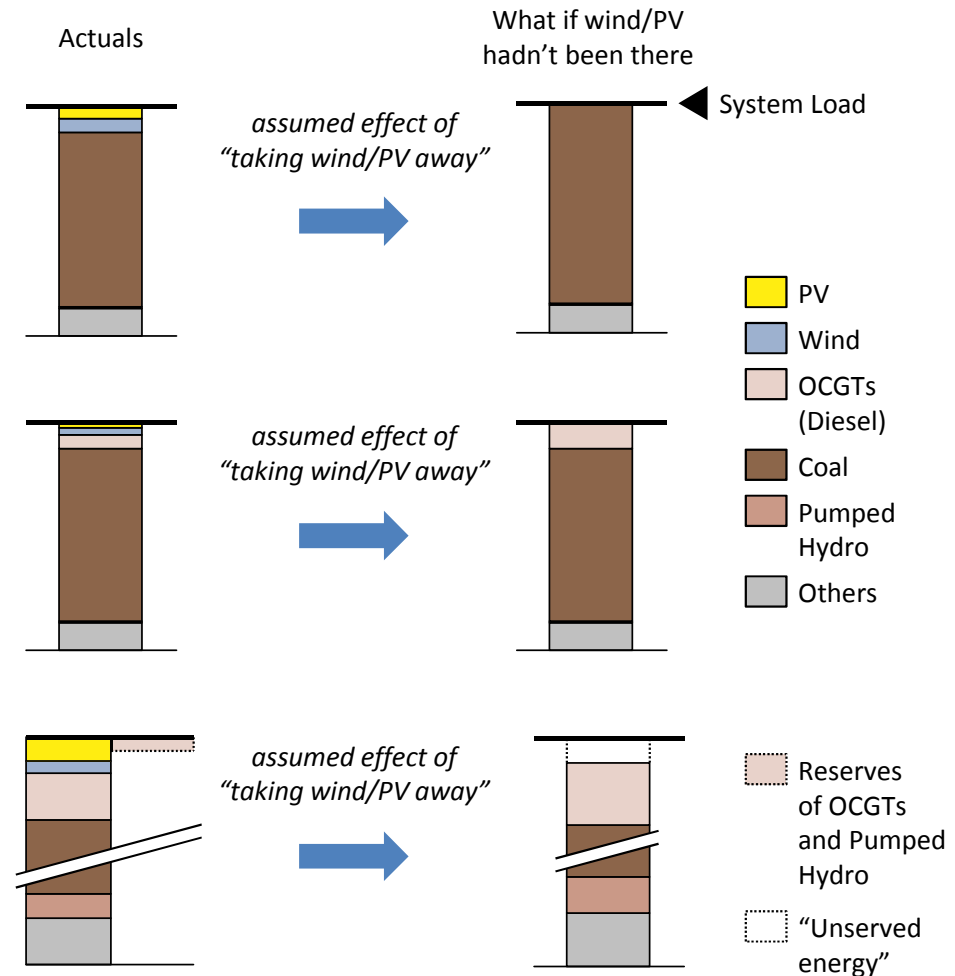 Actuals
What if wind/PV
hadn't been there
System Load
assumed effect of
“taking wind/PV away”
PV
Wind
OCGTs
(Diesel)
Coal
Pumped
Hydro
Others
assumed effect of
“taking wind/PV away”
assumed effect of
“taking wind/PV away”
Reserves
of OCGTs
and Pumped
Hydro
“Unserved
energy”